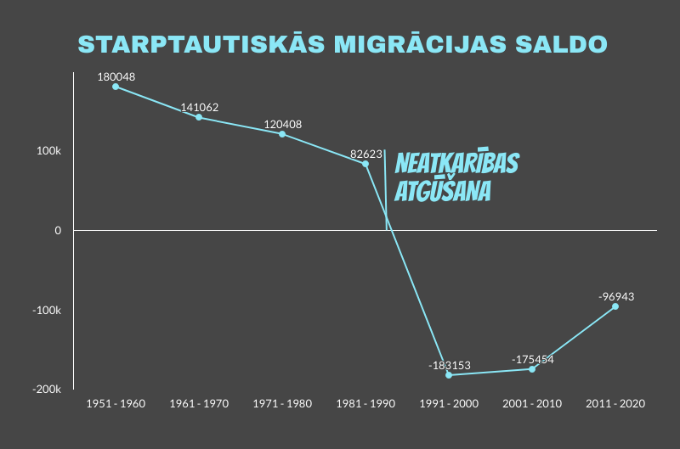 STARPTAUTISKĀS MIGRĀCIJAS SALDO
180048
141062
120408
82623
100k
NEATKARĪBAS
ATGŪŠANA
0
-100k
-96943
-183153
-175454
-200k
1951 - 1960
1961 - 1970
1971 - 1980
1981 - 1990
1991 - 2000
2001 - 2010
2011 - 2020